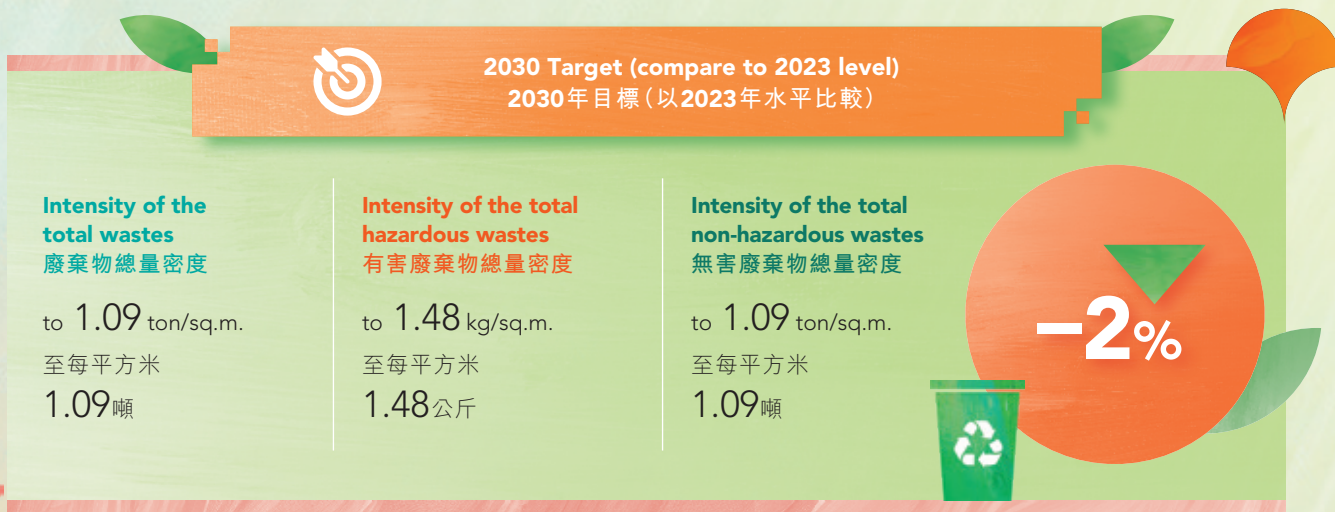 2030 Target (compare to 2023 level)
2030年目標（以2023年水平比較）
Intensity of the
total wastes
廢棄物總量密度
to 1.09 ton/sq.m.
至每平方米
1.09噸
Intensity of the total
hazardous wastes
有害廢棄物總量密度
to 1.48 kg/sq.m.
至每平方米
1.48公斤
Intensity of the total
non-hazardous wastes
無害廢棄物總量密度
to 1.09 ton/sq.m.
至每平方米
1.09噸
–2%